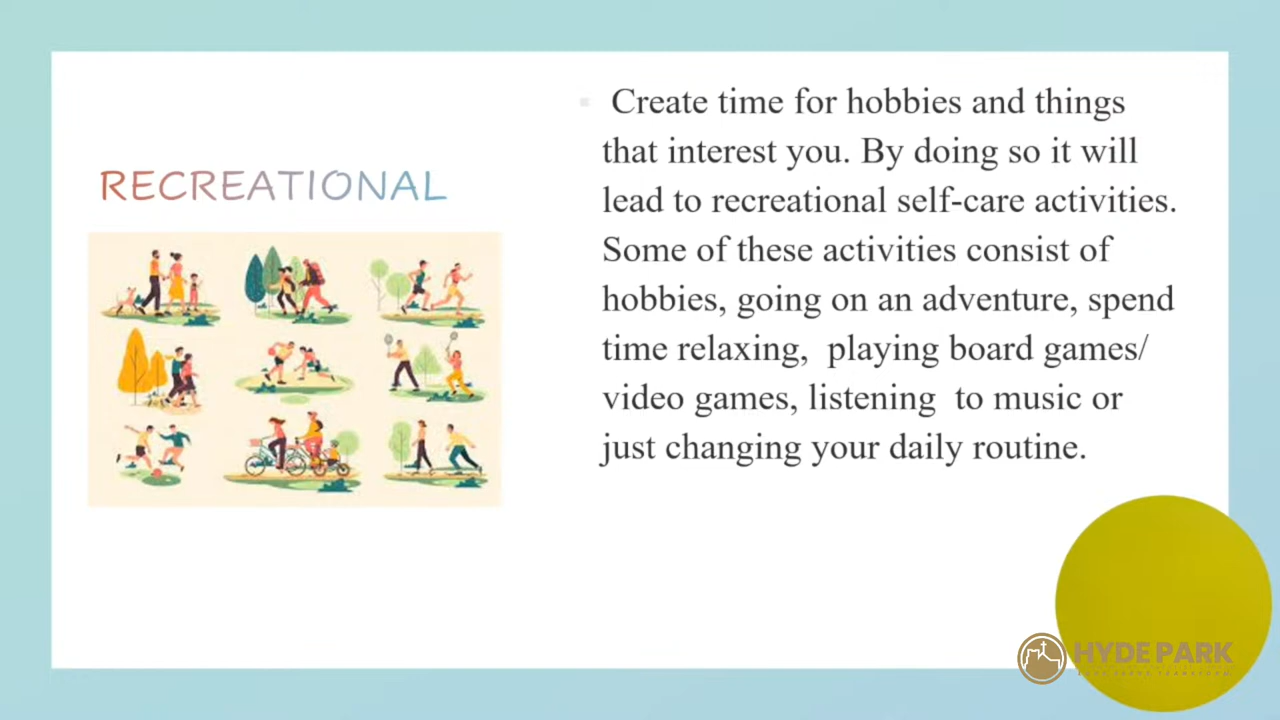 RECREATIONAL
Create time for hobbies and things
that interest you. By doing so it will
lead to recreational self-care activities.
Some of these activities consist of
hobbies, going on an adventure, spend
time relaxing,  playing board games/
video games, listening  to music or
just changing your daily routine.
HYDE PARK